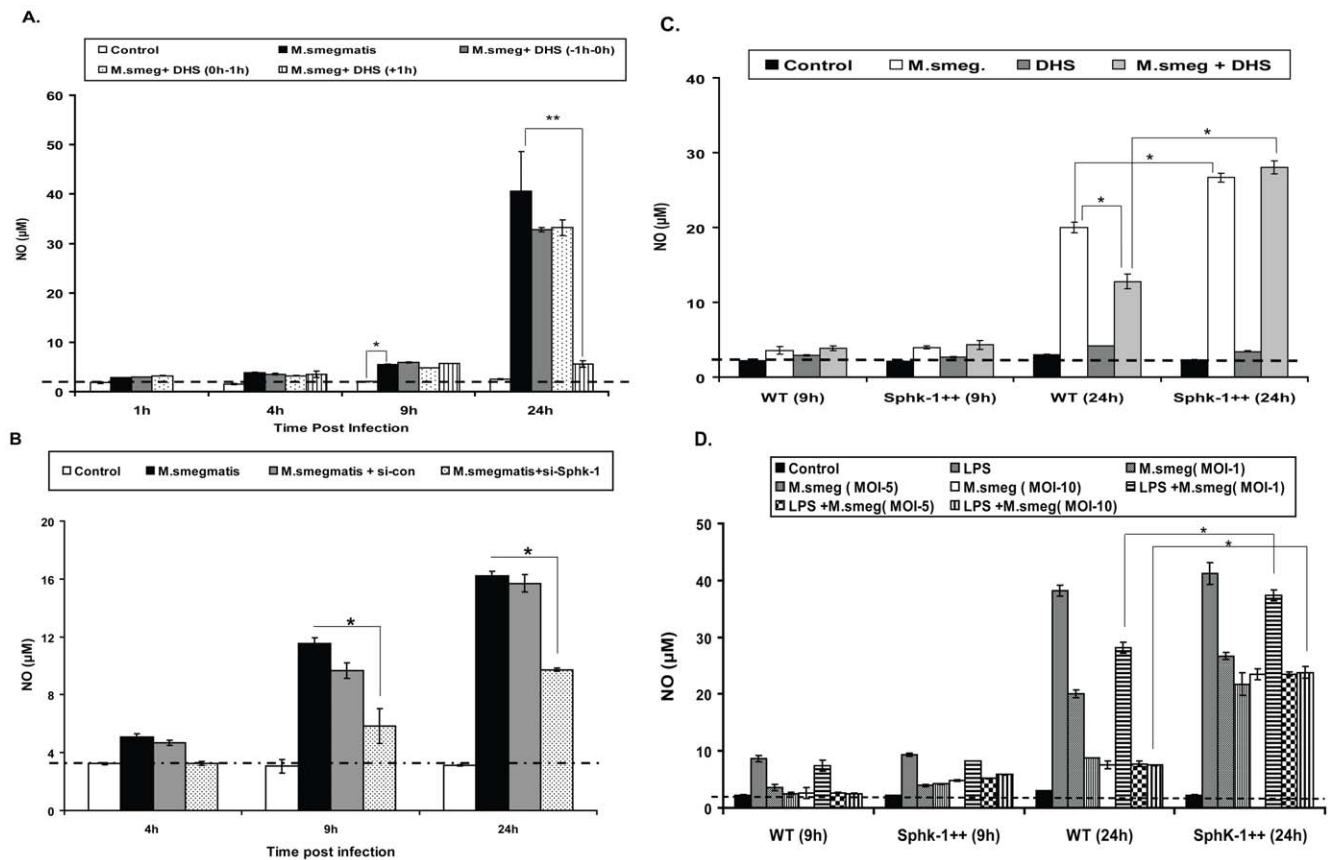 A.
Control M.smegmatis M.smeg+ DHS (-1h-0h)
M.smeg+ DHS (0h-1h) M.smeg+ DHS (+1h)
60
50
40
30
20
10
0
NO (µM)
*
**
1h 4h 9h 24h
Time Post Infection
B
Control M.smegmatis M.smegmatis + si-con M.smegmatis+si-Sphk-1
20
16
12
8
4
0
NO (µM)
*
*
4h 9h 24h
Time post infection
C.
Control M.smeg. DHS M.smeg + DHS
40
30
20
10
0
NO (µM)
*
*
*
WT (9h) Sphk-1++ (9h) WT (24h) Sphk-1++ (24h)
D.
Control LPS M.smeg( MOI-1)
M.smeg ( MOI-5) M.smeg ( MOI-10) LPS +M.smeg( MOI-1)
LPS +M.smeg( MOI-5) LPS +M.smeg( MOI-10)
50
40
30
20
10
0
NO (µM)
*
*
WT (9h) Sphk-1++ (9h) WT (24h) SphK-1++ (24h)